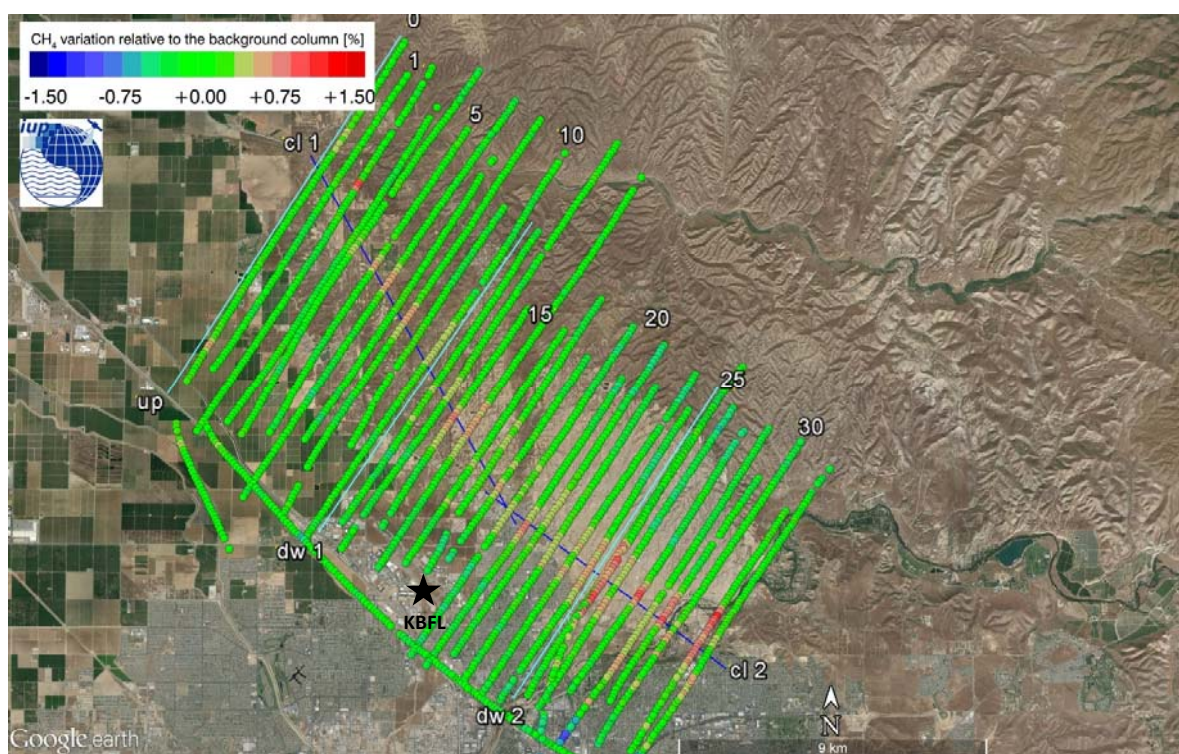 CH₄ variation relative to the background column [%]
-1.50 -0.75 +0.00 +0.75 +1.50
iup
0
1
5
cl 1
10
15
20
25
30
up
dw 1
KBFL
cl 2
dw 2
N
Google earth
9 km